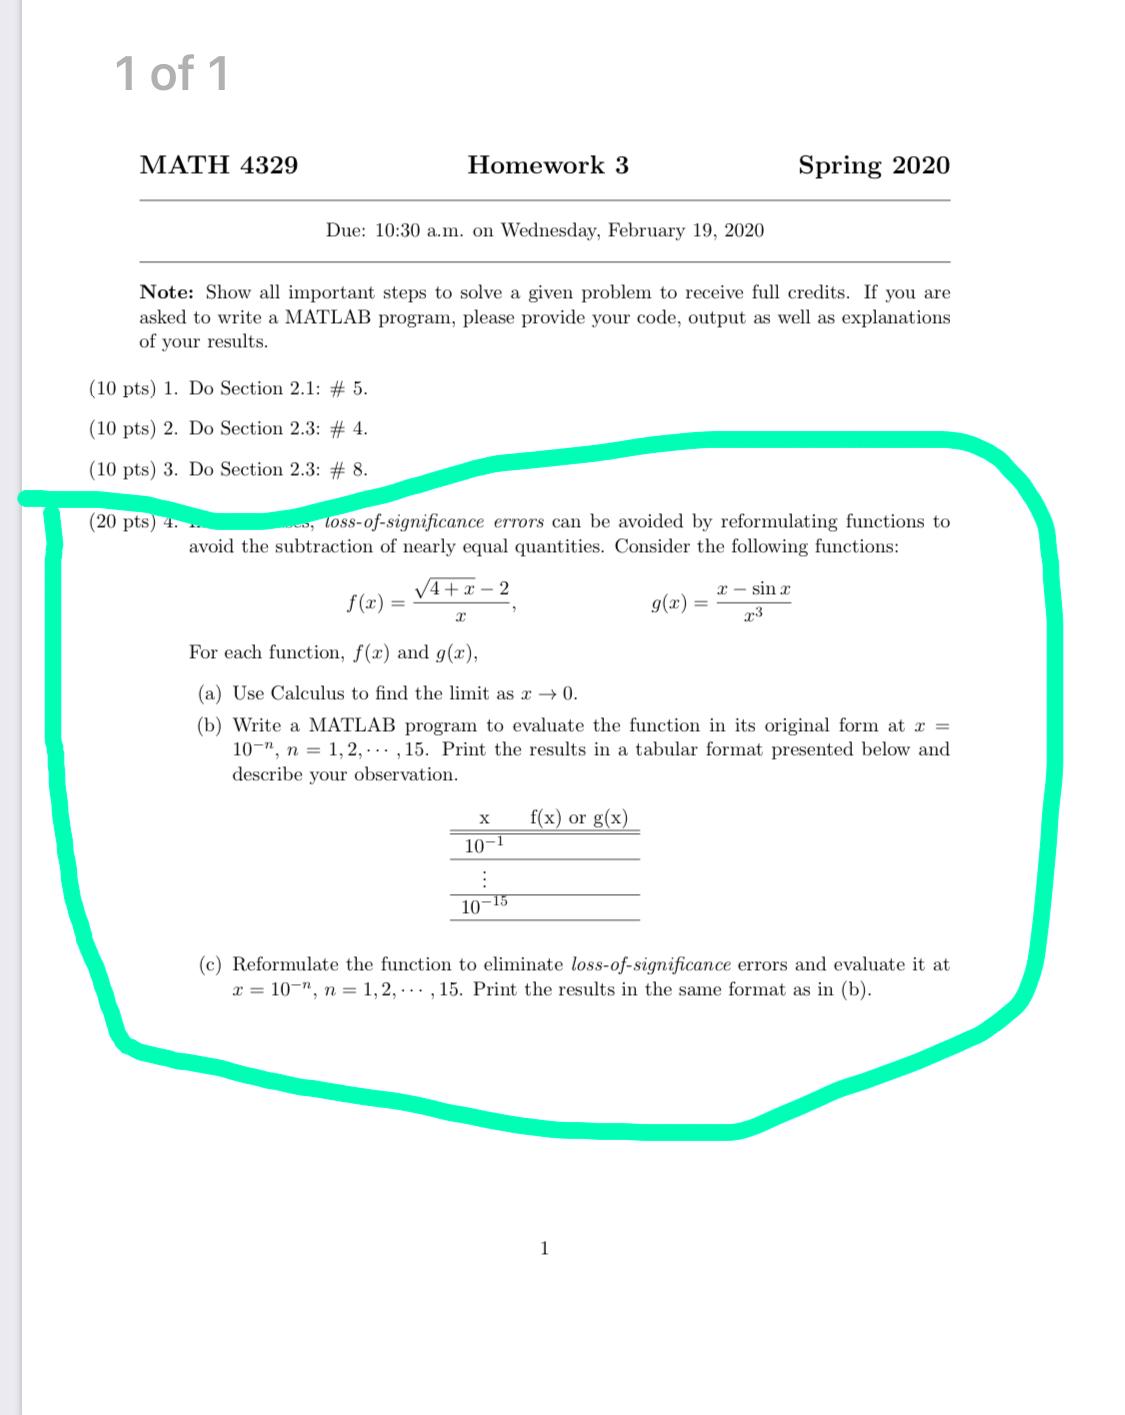 1 of 1
MATH 4329 Homework 3 Spring 2020
Due: 10:30 a.m. on Wednesday, February 19, 2020
Note: Show all important steps to solve a given problem to receive full credits. If you are
asked to write a MATLAB program, please provide your code, output as well as explanations
of your results.
(10 pts) 1. Do Section 2.1: # 5.
(10 pts) 2. Do Section 2.3: # 4.
(10 pts) 3. Do Section 2.3: # 8.
(20 pts) 4. loss-of-significance errors can be avoided by reformulating functions to
avoid the subtraction of nearly equal quantities. Consider the following functions:
f(x) = (√(4 + x) − 2)/x, g(x) = (x − sin x)/x³
For each function, f(x) and g(x),
(a) Use Calculus to find the limit as x → 0.
(b) Write a MATLAB program to evaluate the function in its original form at x =
10⁻ⁿ, n = 1, 2, ⋯ , 15. Print the results in a tabular format presented below and
describe your observation.
x f(x) or g(x)
10⁻¹
⋮
10⁻¹⁵
(c) Reformulate the function to eliminate loss-of-significance errors and evaluate it at
x = 10⁻ⁿ, n = 1, 2, ⋯ , 15. Print the results in the same format as in (b).
1